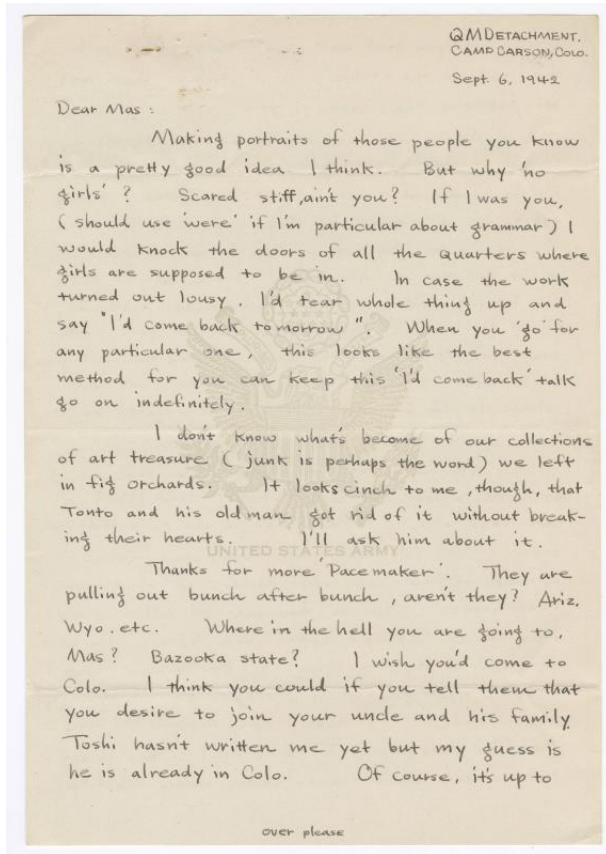 QMDETACHMENT.
CAMP CARSON, COLO.
Sept. 6, 1942
Dear Mas :
Making portraits of those people you know
is a pretty good idea I think. But why 'no
girls' ? Scared stiff, ain't you? If I was you,
( should use 'were' if I'm particular about grammar ) I
would knock the doors of all the quarters where
girls are supposed to be in. In case the work
turned out lousy, I'd tear whole thing up and
say "I'd come back tomorrow". When you 'go' for
any particular one, this looks like the best
method for you can keep this 'I'd come back' talk
go on indefinitely.
I don't know what's become of our collections
of art treasure ( junk is perhaps the word ) we left
in fig orchards. It looks cinch to me, though, that
Tonto and his old man got rid of it without break-
ing their hearts. I'll ask him about it.
UNITED STATES ARMY
Thanks for more 'Pacemaker'. They are
pulling out bunch after bunch, aren't they? Ariz.
Wyo. etc. Where in the hell you are going to,
Mas? Bazooka state? I wish you'd come to
Colo. I think you could if you tell them that
you desire to join your uncle and his family.
Toshi hasn't written me yet but my guess is
he is already in Colo. Of course, it's up to
over please